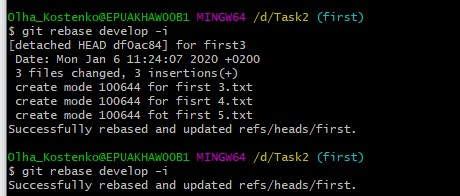 Olha_Kostenko@EPUAKHAWOOB1 MINGW64 /d/Task2 (first)
$ git rebase develop -i
[detached HEAD df0ac84] for first3
Date: Mon Jan 6 11:24:07 2020 +0200
3 files changed, 3 insertions(+)
create mode 100644 for first 3.txt
create mode 100644 for fisrt 4.txt
create mode 100644 fot first 5.txt
Successfully rebased and updated refs/heads/first.
Olha_Kostenko@EPUAKHAWOOB1 MINGW64 /d/Task2 (first)
$ git rebase develop -i
Successfully rebased and updated refs/heads/first.